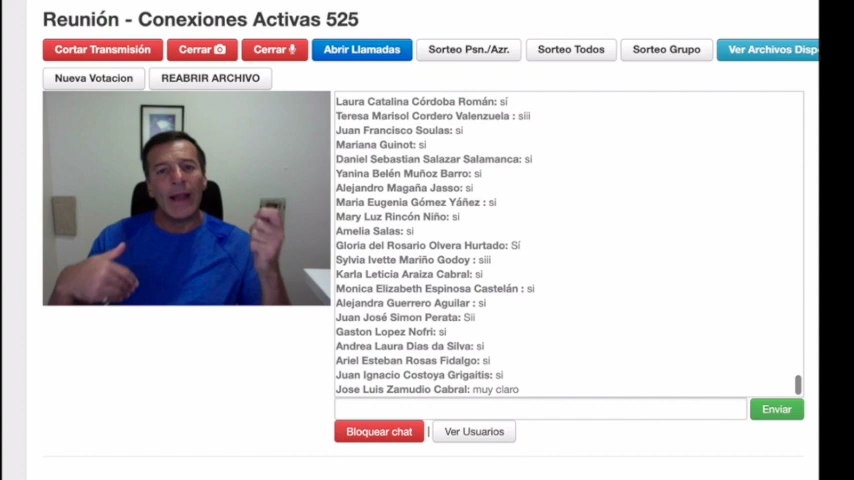 Reunión - Conexiones Activas 525
Cortar Transmisión Cerrar Cerrar Abrir Llamadas Sorteo Psn./Azr. Sorteo Todos Sorteo Grupo Ver Archivos Disp
Nueva Votacion REABRIR ARCHIVO
Laura Catalina Córdoba Román: sí
Teresa Marisol Cordero Valenzuela : siii
Juan Francisco Soulas: si
Mariana Guinot: si
Daniel Sebastian Salazar Salamanca: si
Yanina Belén Muñoz Barro: si
Alejandro Magaña Jasso: si
Maria Eugenia Gómez Yáñez : si
Mary Luz Rincón Niño: si
Amelia Salas: si
Gloria del Rosario Olvera Hurtado: Sí
Sylvia Ivette Mariño Godoy : siii
Karla Leticia Araiza Cabral: si
Monica Elizabeth Espinosa Castelán : si
Alejandra Guerrero Aguilar : si
Juan José Simon Perata: Sii
Gaston Lopez Nofri: si
Andrea Laura Dias da Silva: si
Ariel Esteban Rosas Fidalgo: si
Juan Ignacio Costoya Grigaitis: si
Jose Luis Zamudio Cabral: muy claro
Enviar
Bloquear chat | Ver Usuarios